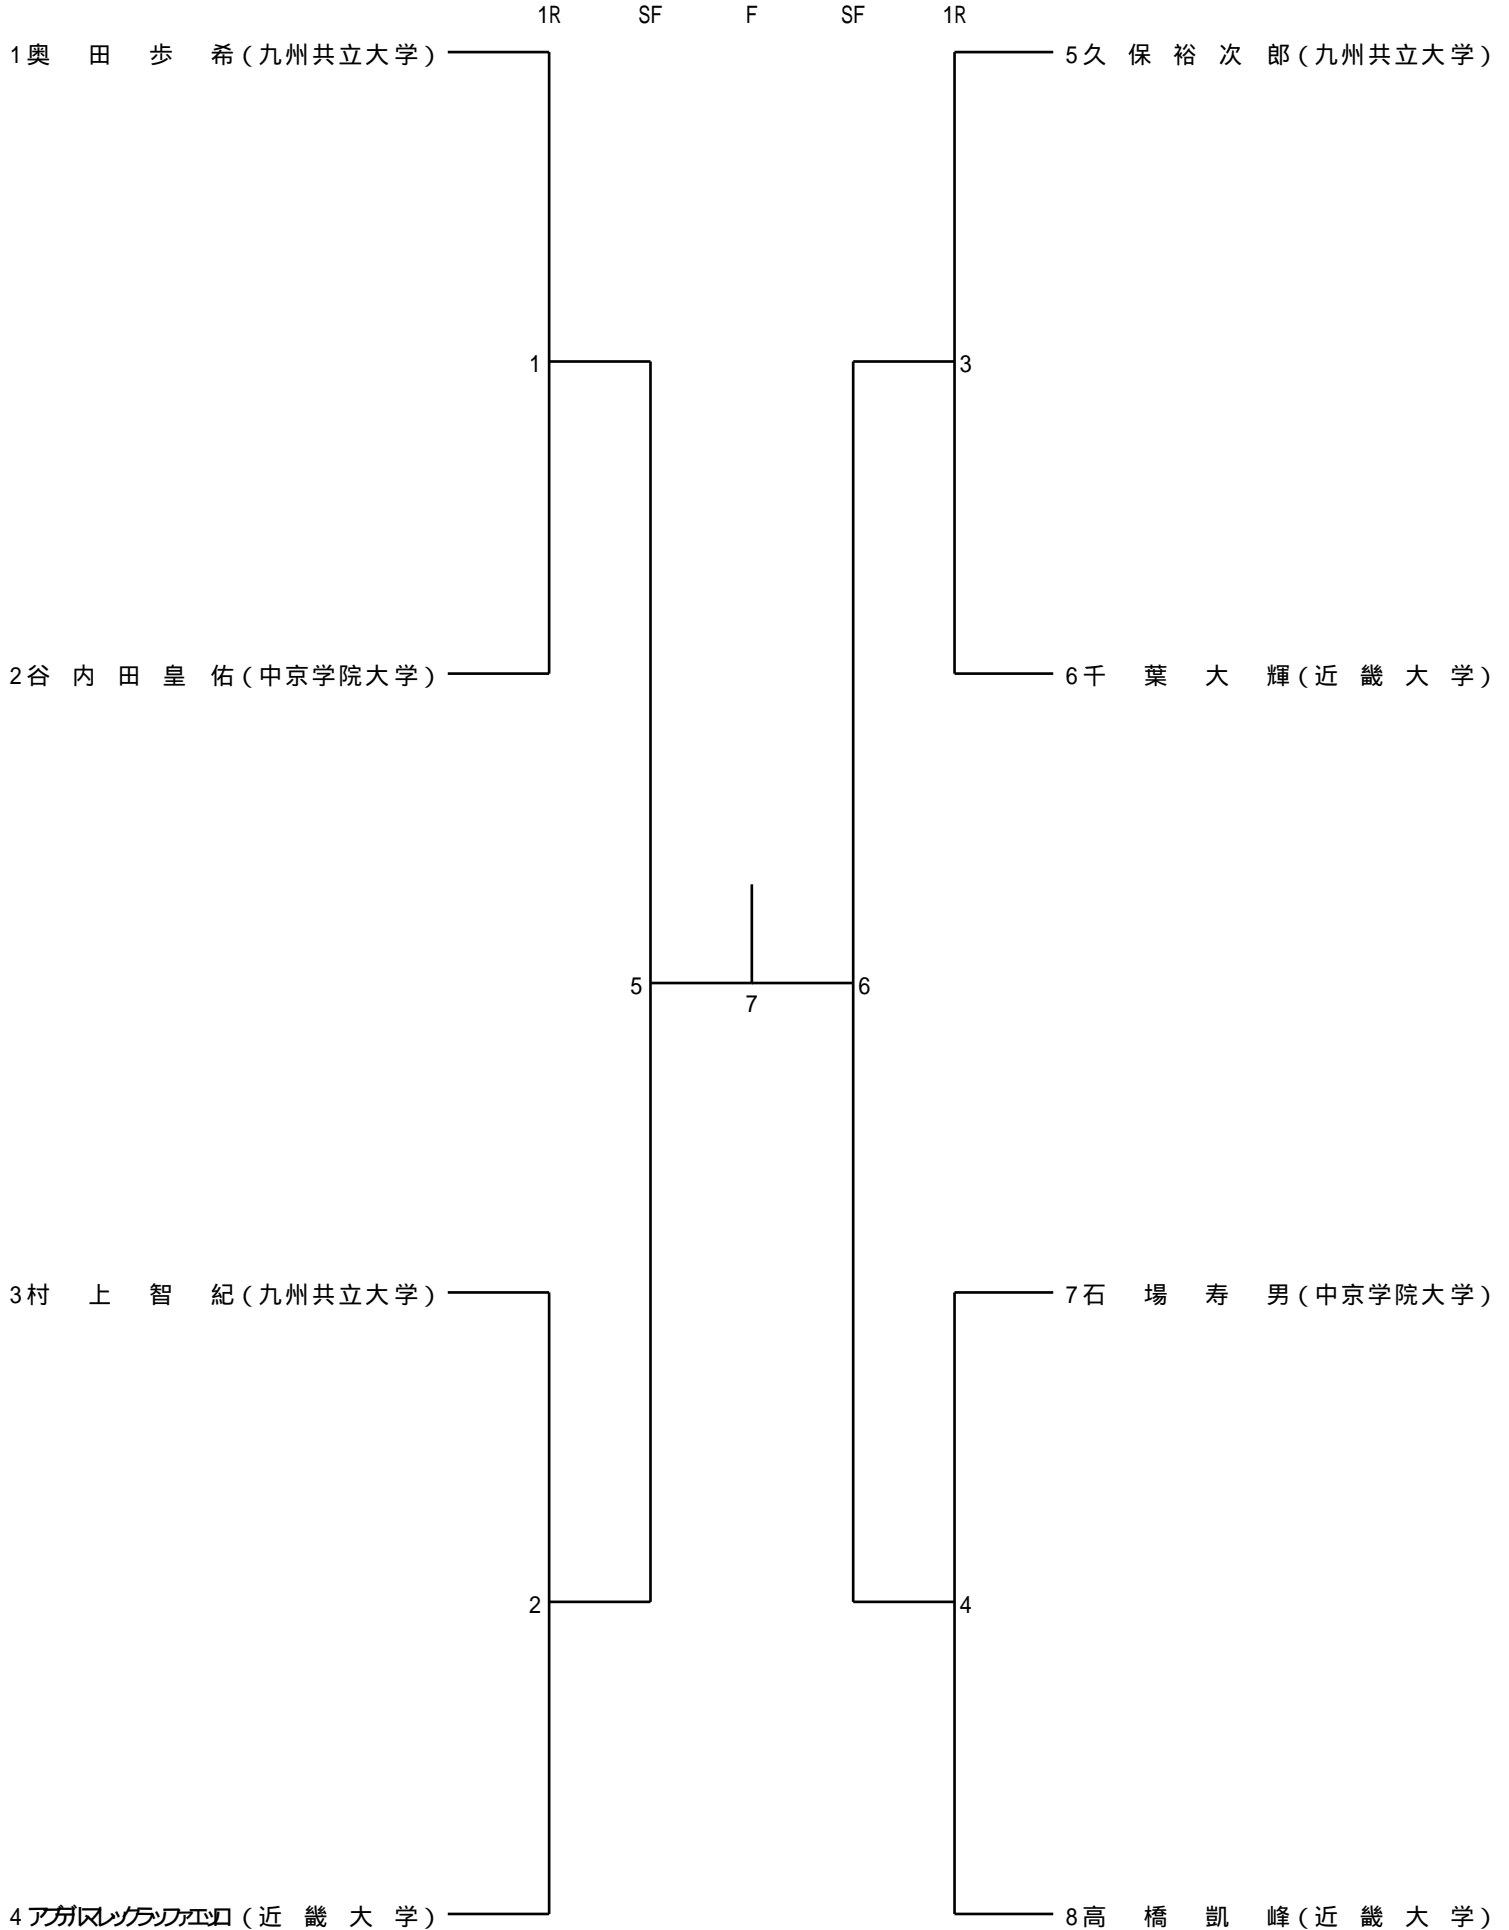 1R SF F SF 1R
1 奥田歩希 (九州共立大学)
5 久保裕次郎 (九州共立大学)
1
3
2 谷内田皇佑 (中京学院大学)
6 千葉大輝 (近畿大学)
5
6
7
3 村上智紀 (九州共立大学)
7 石場寿男 (中京学院大学)
2
4
4 アブデルマレックラッファエッロ (近畿大学)
8 高橋凱峰 (近畿大学)